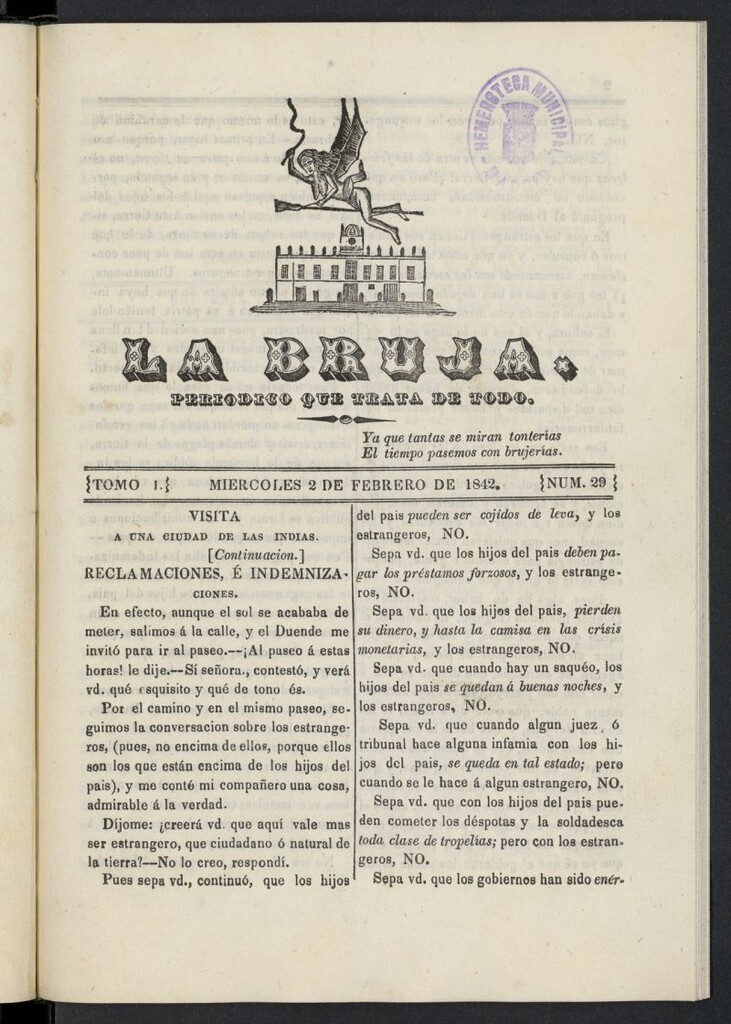 HEMEROTECA MUNICIPAL
LA BRUJA.
PERIODICO QUE TRATA DE TODO.
Ya que tantas se miran tonterías
El tiempo pasemos con brujerías.
TOMO I. MIERCOLES 2 DE FEBRERO DE 1842. NUM. 29
VISITA
A UNA CIUDAD DE LAS INDIAS.
[Continuacion.]
RECLAMACIONES, É INDEMNIZA-
CIONES.
En efecto, aunque el sol se acababa de
meter, salimos á la calle, y el Duende me
invitó para ir al paseo.--¡Al paseo á estas
horas! le dije.--Sí señora., contestó, y verá
vd. qué esquisito y qué de tono és.
Por el camino y en el mismo paseo, se-
guimos la conversacion sobre los estrange-
ros, (pues, no encima de ellos, porque ellos
son los que están encima de los hijos del
pais), y me contó mi compañero una cosa,
admirable á la verdad.
Díjome: ¿creerá vd. que aquí vale mas
ser estrangero, que ciudadano ó natural de
la tierra?--No lo creo, respondí.
Pues sepa vd., continuó, que los hijos
del pais pueden ser cojidos de leva, y los
estrangeros, NO.
Sepa vd. que los hijos del pais deben pa-
gar los préstamos forzosos, y los estrange-
ros, NO.
Sepa vd. que los hijos del pais, pierden
su dinero, y hasta la camisa en las crisis
monetarias, y los estrangeros, NO.
Sepa vd. que cuando hay un saquéo, los
hijos del pais se quedan á buenas noches, y
los estrangeros, NO.
Sepa vd. que cuando algun juez ó
tribunal hace alguna infamia con los hi-
jos del pais, se queda en tal estado; pero
cuando se le hace á algun estrangero, NO.
Sepa vd. que con los hijos del pais pue-
den cometer los déspotas y la soldadesca
toda clase de tropelías; pero con los estran-
geros, NO.
Sepa vd. que los gobiernos han sido enér-